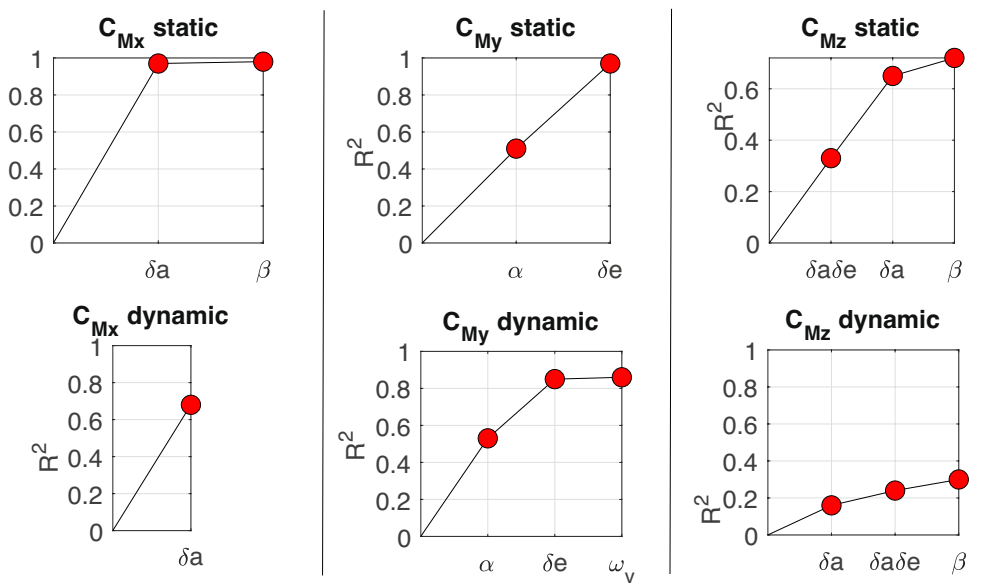 C_Mx static
1
0.8
0.6
0.4
0.2
0
δa
β
C_My static
1
0.8
0.6
0.4
0.2
0
R²
α
δe
C_Mz static
0.6
0.4
0.2
0
R²
δaδe
δa
β
C_Mx dynamic
1
0.8
0.6
0.4
0.2
0
R²
δa
C_My dynamic
1
0.8
0.6
0.4
0.2
0
R²
α
δe
ω_y
C_Mz dynamic
1
0.8
0.6
0.4
0.2
0
R²
δa
δaδe
β